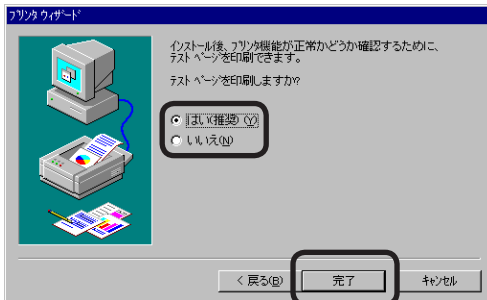 プリンタ ウィザード
インストール後、プリンタ機能が正常かどうか確認するために、
テスト ページを印刷できます。
テスト ページを印刷しますか?
はい(推奨)(Y)
いいえ(N)
< 戻る(B)
完了
キャンセル